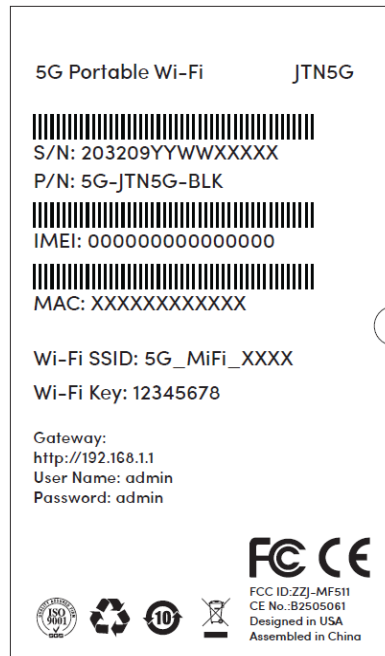 5G Portable Wi-Fi JTN5G
S/N: 203209YYWWXXXXX
P/N: 5G-JTN5G-BLK
IMEI: 000000000000000
MAC: XXXXXXXXXXXX
Wi-Fi SSID: 5G_MiFi_XXXX
Wi-Fi Key: 12345678
Gateway:
http://192.168.1.1
User Name: admin
Password: admin
FC CE
FCC ID:ZZJ-MF511
CE No.:B2505061
Designed in USA
Assembled in China
ISO
9001
SGS
10